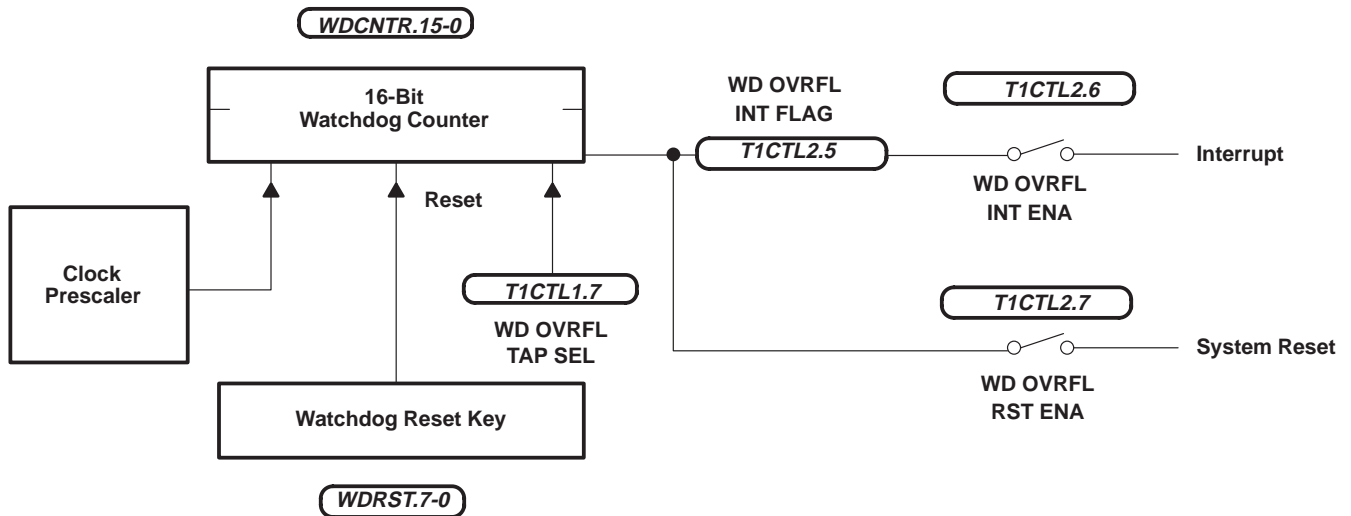 WDCNTR.15-0
16-Bit
Watchdog Counter
WD OVRFL
INT FLAG
T1CTL2.5
T1CTL2.6
WD OVRFL
INT ENA
Interrupt
Reset
Clock
Prescaler
T1CTL1.7
WD OVRFL
TAP SEL
T1CTL2.7
WD OVRFL
RST ENA
System Reset
Watchdog Reset Key
WDRST.7-0